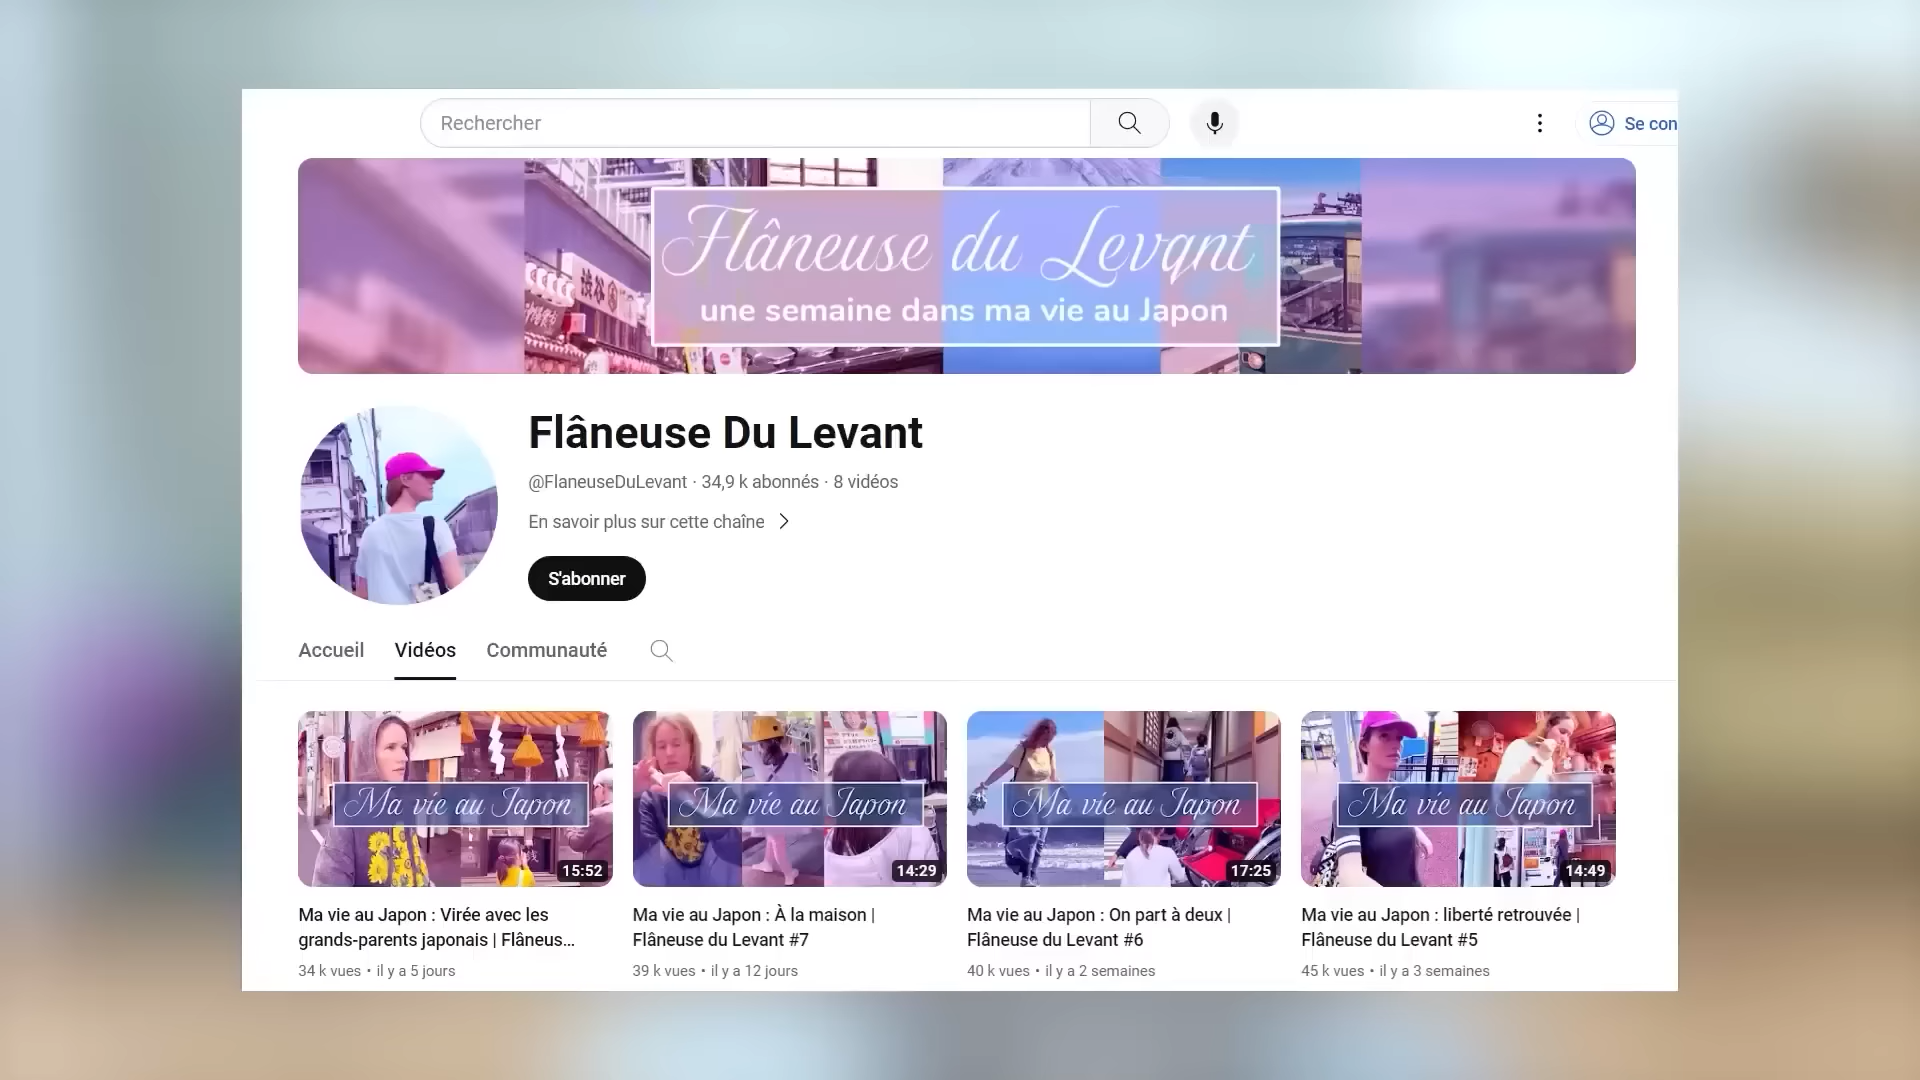 Rechercher
Se con
Flâneuse du Levant
une semaine dans ma vie au Japon
渋谷
Flâneuse Du Levant
@FlaneuseDuLevant · 34,9 k abonnés · 8 vidéos
En savoir plus sur cette chaîne
S'abonner
Accueil Vidéos Communauté
Ma vie au Japon
15:52
Ma vie au Japon
14:29
Ma vie au Japon
17:25
Ma vie au Japon
14:49
Ma vie au Japon : Virée avec les
grands-parents japonais | Flâneus...
34 k vues • il y a 5 jours
Ma vie au Japon : À la maison |
Flâneuse du Levant #7
39 k vues • il y a 12 jours
Ma vie au Japon : On part à deux |
Flâneuse du Levant #6
40 k vues • il y a 2 semaines
Ma vie au Japon : liberté retrouvée |
Flâneuse du Levant #5
45 k vues • il y a 3 semaines